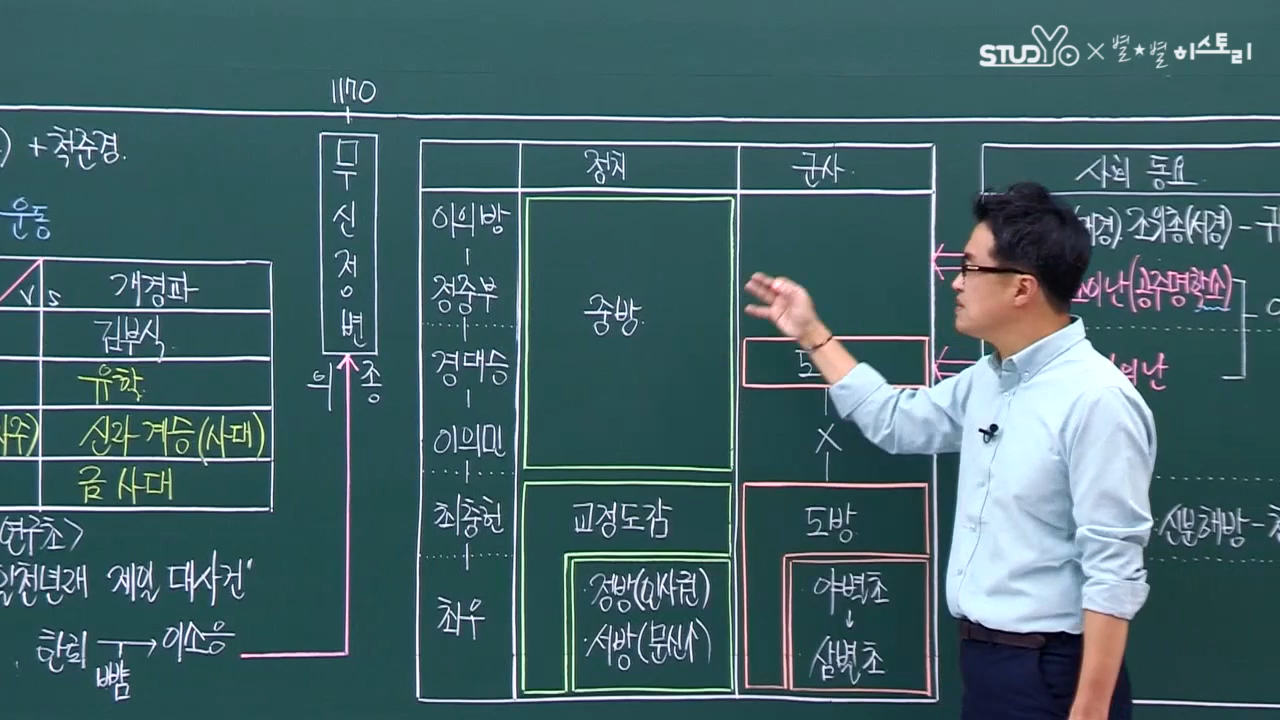 STUDYo × 별★별 히스토리
1170
) + 척준경.
운동
무신정변
의종
V S 개경파
김부식
유학
신라 계승(사대)
금 사대
<연구초>
일천년래 제일 대사건"
한뢰 → 이소응
뺨
정치 군사
이의방
정중부
중방
경대승
이의민
X
최충헌 교정도감 도방
최우
·정방(인사권)
·서방(문신
야별초
↓
삼별초
사회 동요
조위총(서경) -
난(공주명학소)
난
신분해방 -